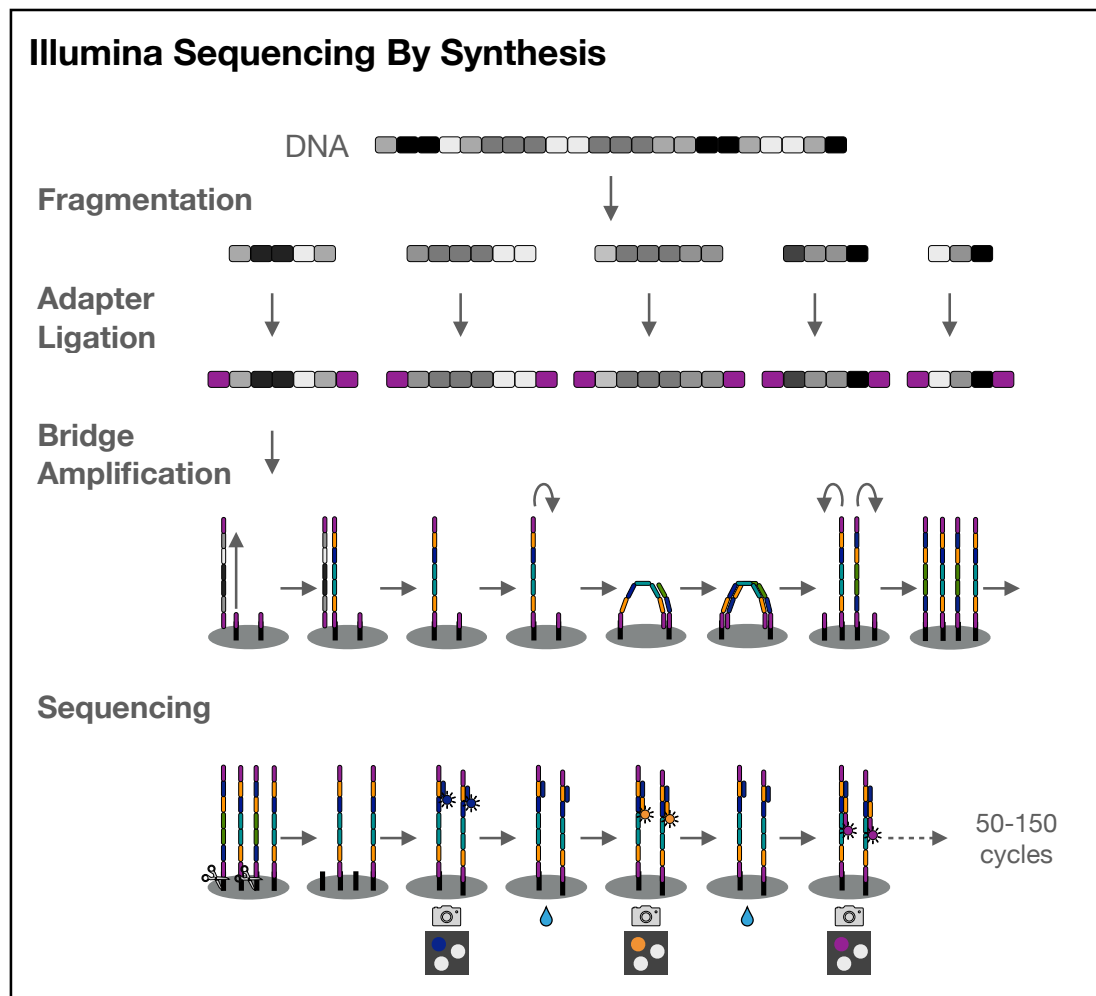 Illumina Sequencing By Synthesis
DNA
Fragmentation
Adapter
Ligation
Bridge
Amplification
Sequencing
50-150
cycles